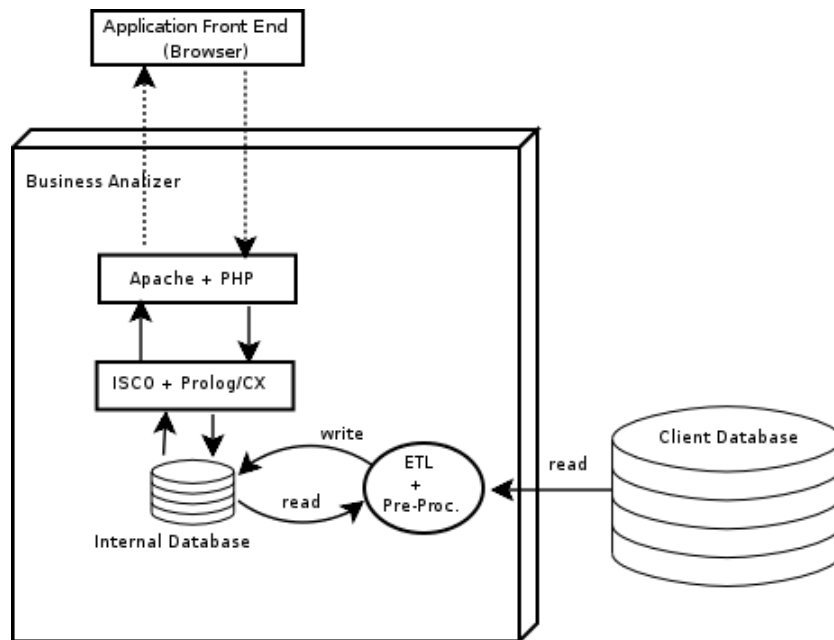 Application Front End
(Browser)
Business Analizer
Apache + PHP
ISCO + Prolog/CX
write
ETL
+
Pre-Proc.
read
Internal Database
read
Client Database